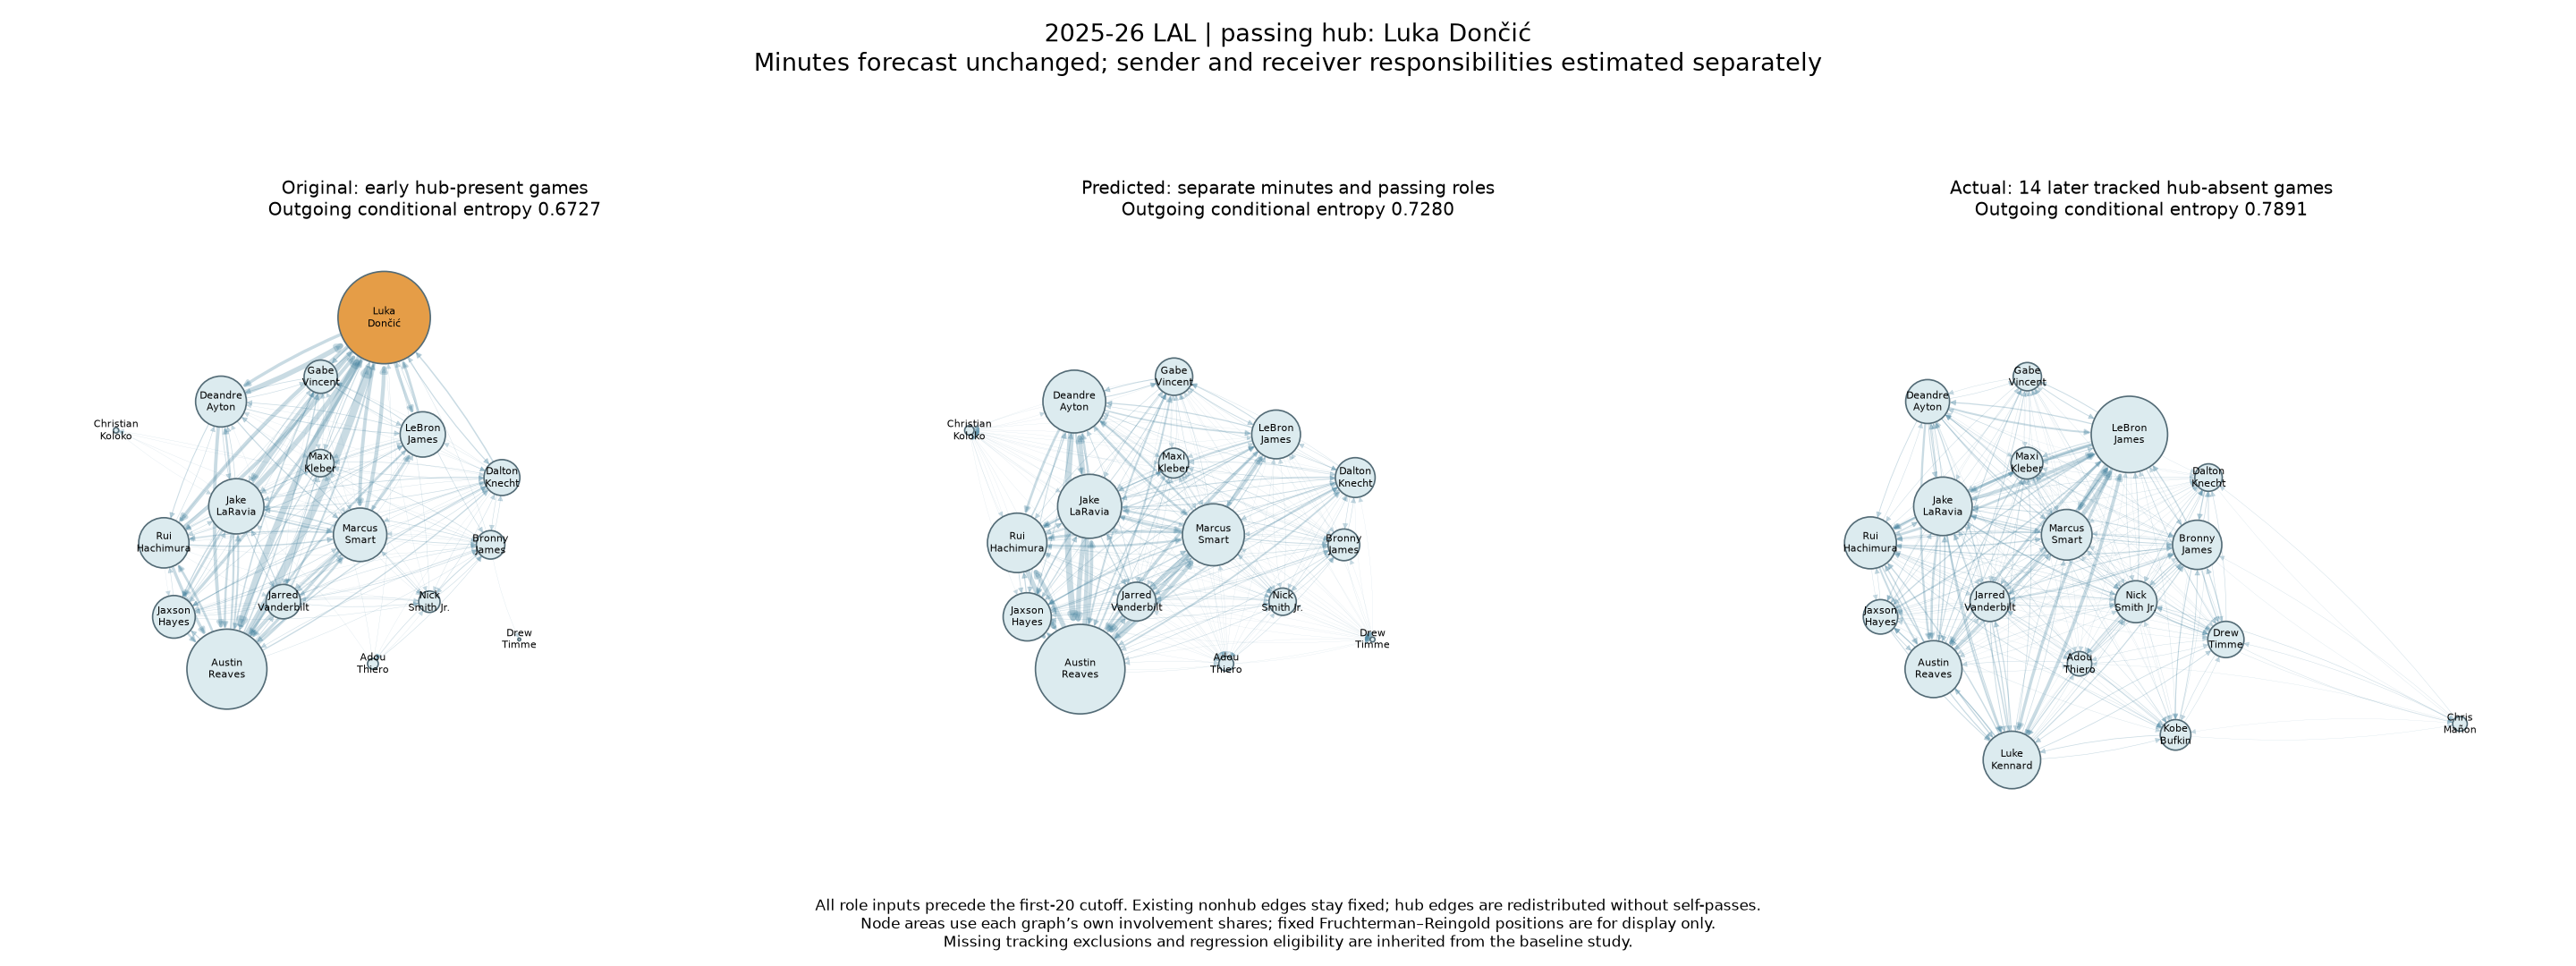 2025-26 LAL | passing hub: Luka Dončić
Minutes forecast unchanged; sender and receiver responsibilities estimated separately
Original: early hub-present games
Outgoing conditional entropy 0.6727
Luka
Dončić
Gabe
Vincent
Deandre
Ayton
Christian
Koloko
LeBron
James
Maxi
Kleber
Dalton
Knecht
Jake
LaRavia
Marcus
Smart
Rui
Hachimura
Bronny
James
Jarred
Vanderbilt
Nick
Smith Jr.
Jaxson
Hayes
Drew
Timme
Adou
Thiero
Austin
Reaves
Predicted: separate minutes and passing roles
Outgoing conditional entropy 0.7280
Gabe
Vincent
Deandre
Ayton
Christian
Koloko
LeBron
James
Maxi
Kleber
Dalton
Knecht
Jake
LaRavia
Marcus
Smart
Rui
Hachimura
Bronny
James
Jarred
Vanderbilt
Nick
Smith Jr.
Jaxson
Hayes
Drew
Timme
Adou
Thiero
Austin
Reaves
Actual: 14 later tracked hub-absent games
Outgoing conditional entropy 0.7891
Gabe
Vincent
Deandre
Ayton
LeBron
James
Maxi
Kleber
Dalton
Knecht
Jake
LaRavia
Marcus
Smart
Rui
Hachimura
Bronny
James
Jarred
Vanderbilt
Nick
Smith Jr.
Jaxson
Hayes
Drew
Timme
Adou
Thiero
Austin
Reaves
Chris
Mañon
Kobe
Bufkin
Luke
Kennard
All role inputs precede the first-20 cutoff. Existing nonhub edges stay fixed; hub edges are redistributed without self-passes.
Node areas use each graph’s own involvement shares; fixed Fruchterman–Reingold positions are for display only.
Missing tracking exclusions and regression eligibility are inherited from the baseline study.